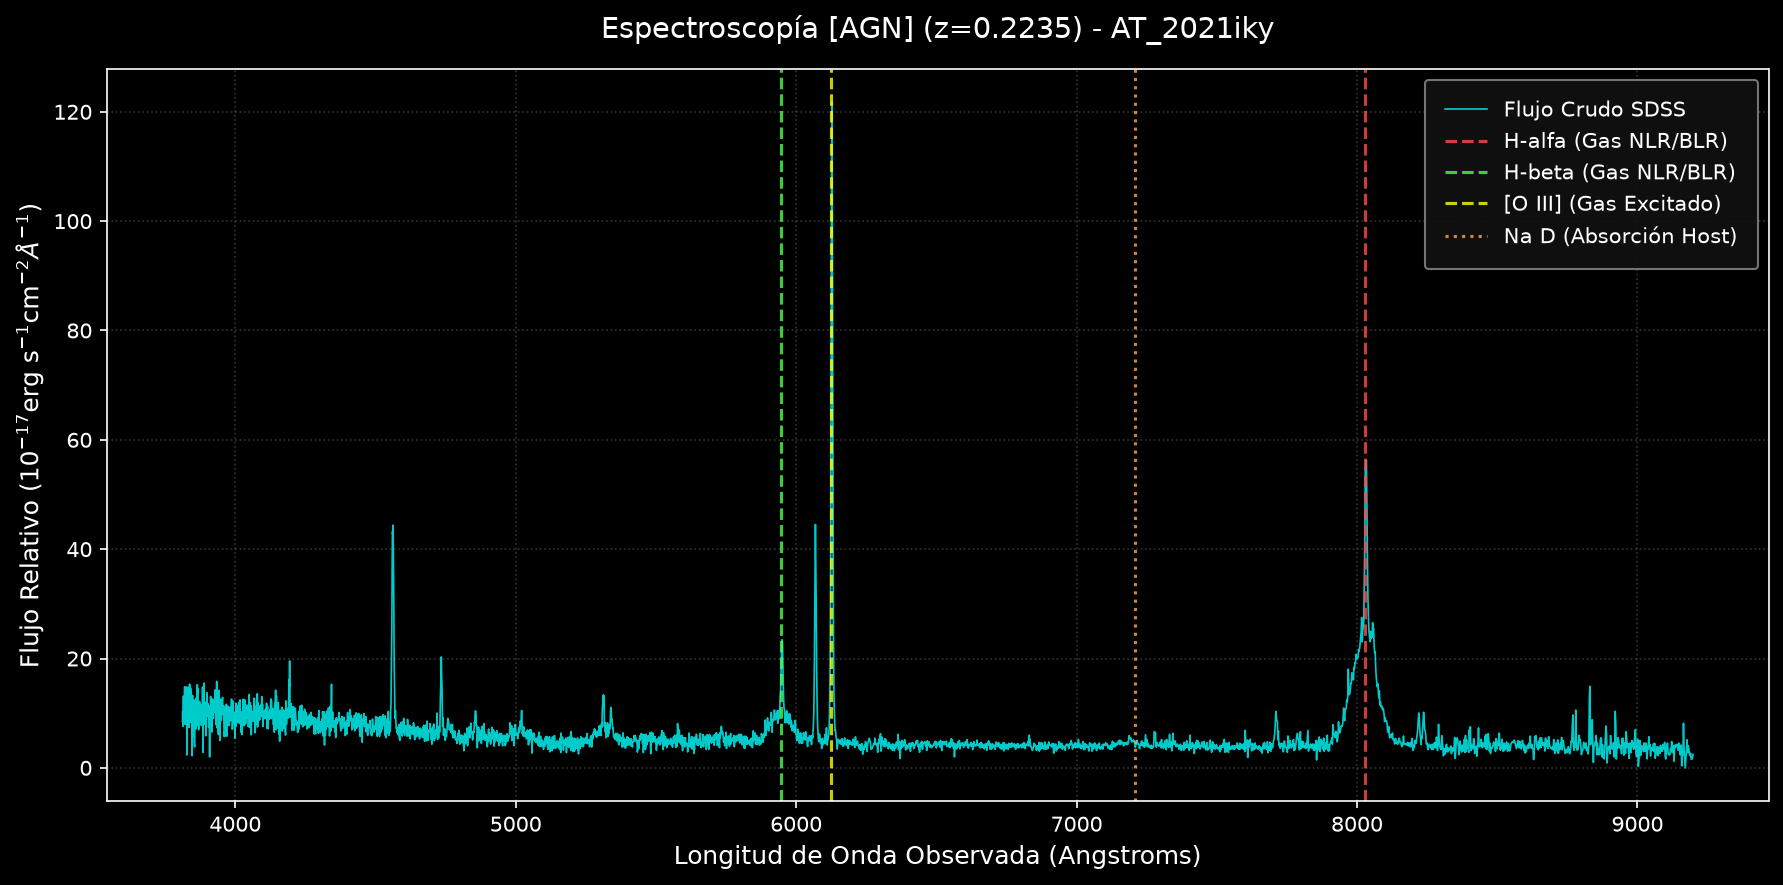 Espectroscopía [AGN] (z=0.2235) - AT_2021iky
Flujo Crudo SDSS
H-alfa (Gas NLR/BLR)
H-beta (Gas NLR/BLR)
[O III] (Gas Excitado)
Na D (Absorción Host)
Flujo Relativo (10⁻¹⁷erg s⁻¹cm⁻²Å⁻¹)
120
100
80
60
40
20
0
4000 5000 6000 7000 8000 9000
Longitud de Onda Observada (Angstroms)